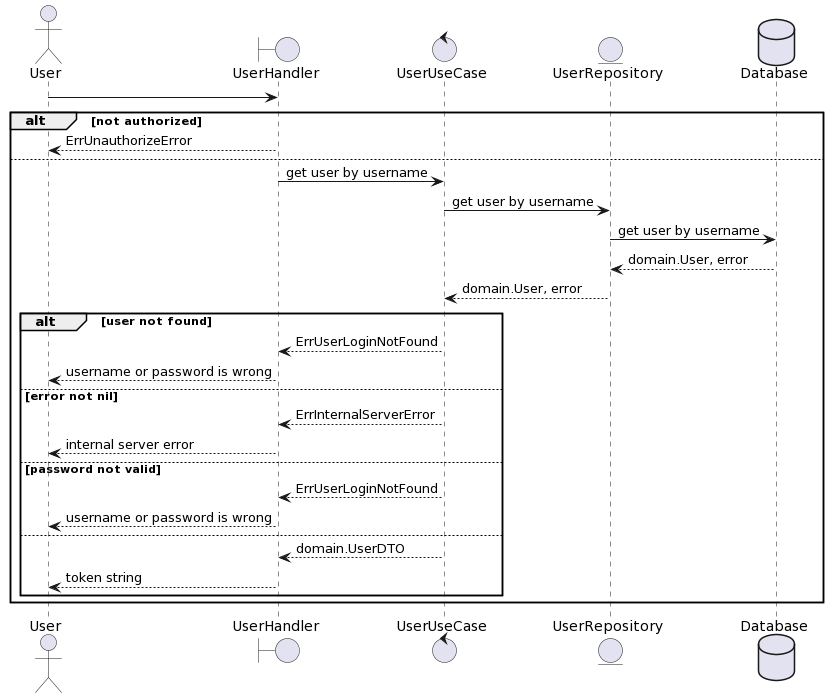 User
UserHandler
UserUseCase
UserRepository
Database
alt [not authorized]
ErrUnauthorizeError
get user by username
get user by username
get user by username
domain.User, error
domain.User, error
alt [user not found]
ErrUserLoginNotFound
username or password is wrong
[error not nil]
ErrInternalServerError
internal server error
[password not valid]
ErrUserLoginNotFound
username or password is wrong
domain.UserDTO
token string
User
UserHandler
UserUseCase
UserRepository
Database